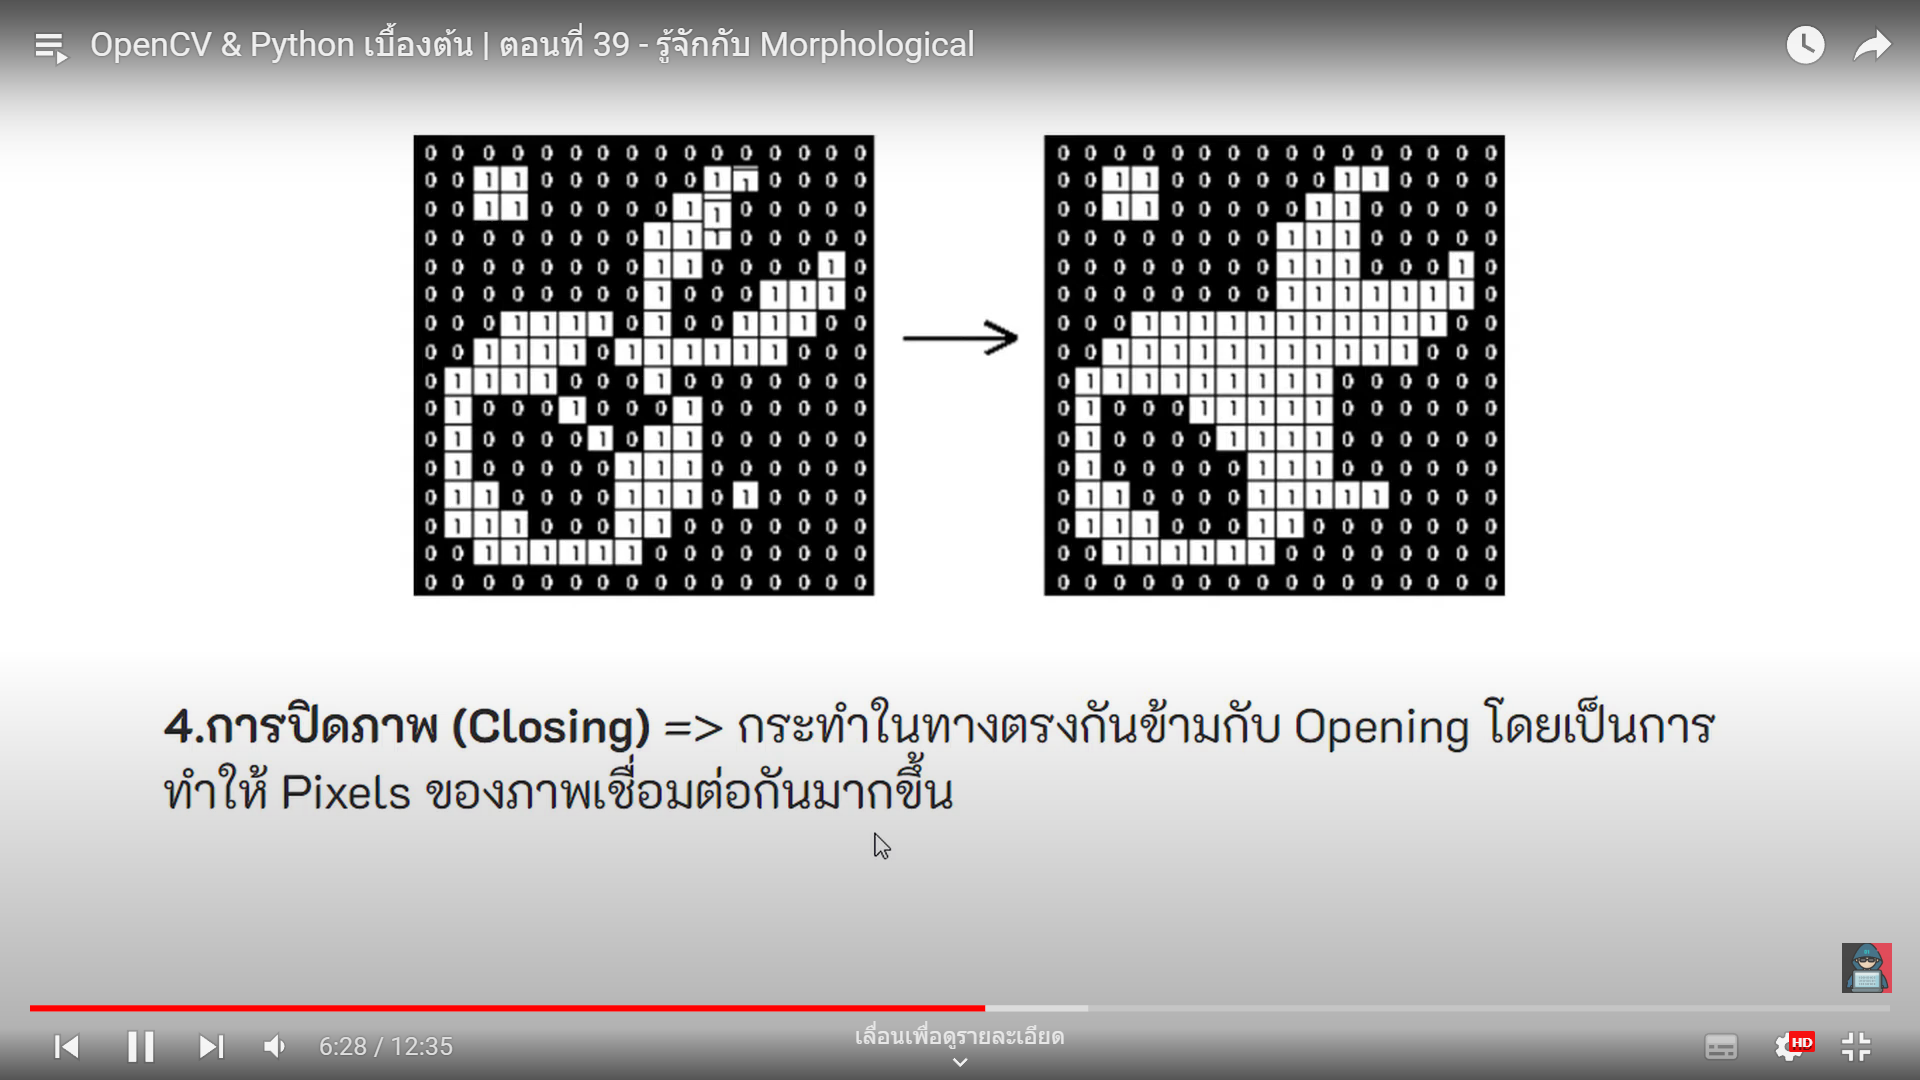 OpenCV & Python เบื้องต้น | ตอนที่ 39 - รู้จักกับ Morphological
0 0 0 0 0 0 0 0 0 0 0 0 0 0 0 0
0 0 1 1 0 0 0 0 0 0 1 1 0 0 0 0
0 0 1 1 0 0 0 0 0 1 1 0 0 0 0 0
0 0 0 0 0 0 0 0 1 1 1 0 0 0 0 0
0 0 0 0 0 0 0 0 1 1 0 0 0 0 1 0
0 0 0 0 0 0 0 0 1 0 0 0 1 1 1 0
0 0 0 1 1 1 1 0 1 0 0 1 1 1 0 0
0 0 1 1 1 1 0 1 1 1 1 1 1 0 0 0
0 1 1 1 1 0 0 0 1 0 0 0 0 0 0 0
0 1 0 0 0 1 0 0 0 1 0 0 0 0 0 0
0 1 0 0 0 0 1 0 1 1 0 0 0 0 0 0
0 1 0 0 0 0 0 1 1 1 0 0 0 0 0 0
0 1 1 0 0 0 0 1 1 1 0 1 0 0 0 0
0 1 1 1 0 0 0 1 1 0 0 0 0 0 0 0
0 0 1 1 1 1 1 1 0 0 0 0 0 0 0 0
0 0 0 0 0 0 0 0 0 0 0 0 0 0 0 0
0 0 0 0 0 0 0 0 0 0 0 0 0 0 0 0
0 0 1 1 0 0 0 0 0 0 1 1 0 0 0 0
0 0 1 1 0 0 0 0 0 1 1 0 0 0 0 0
0 0 0 0 0 0 0 0 1 1 1 0 0 0 0 0
0 0 0 0 0 0 0 0 1 1 1 0 0 0 1 0
0 0 0 0 0 0 0 0 1 1 1 1 1 1 1 0
0 0 0 1 1 1 1 1 1 1 1 1 1 1 0 0
0 0 1 1 1 1 1 1 1 1 1 1 1 0 0 0
0 1 1 1 1 1 1 1 1 1 0 0 0 0 0 0
0 1 0 0 0 1 1 1 1 1 0 0 0 0 0 0
0 1 0 0 0 0 1 1 1 1 0 0 0 0 0 0
0 1 0 0 0 0 0 1 1 1 0 0 0 0 0 0
0 1 1 0 0 0 0 1 1 1 1 1 0 0 0 0
0 1 1 1 0 0 0 1 1 0 0 0 0 0 0 0
0 0 1 1 1 1 1 1 0 0 0 0 0 0 0 0
0 0 0 0 0 0 0 0 0 0 0 0 0 0 0 0
4.การปิดภาพ (Closing) => กระทำในทางตรงกันข้ามกับ Opening โดยเป็นการ
ทำให้ Pixels ของภาพเชื่อมต่อกันมากขึ้น
เลื่อนเพื่อดูรายละเอียด
6:28 / 12:35
HD